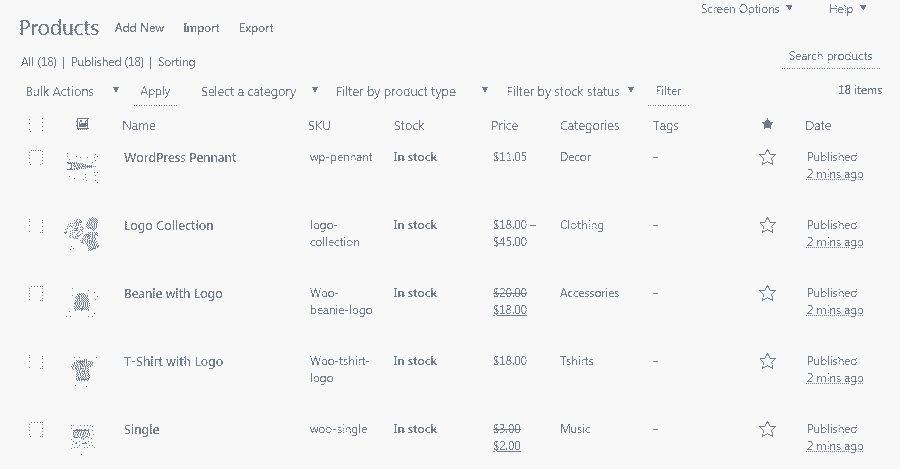 Screen Options ▼ Help ▼
Products Add New Import Export
All (18) | Published (18) | Sorting
Search products
Bulk Actions ▼ Apply Select a category ▼ Filter by product type ▼ Filter by stock status ▼ Filter 18 items
Name SKU Stock Price Categories Tags ★ Date
WordPress Pennant wp-pennant In stock $11.05 Decor – Published
2 mins ago
Logo Collection logo- In stock $18.00 – Clothing – Published
collection $45.00 2 mins ago
Beanie with Logo Woo- In stock $20.00 Accessories – Published
beanie-logo $18.00 2 mins ago
T-Shirt with Logo Woo-tshirt- In stock $18.00 Tshirts – Published
logo 2 mins ago
Single woo-single In stock $3.00 Music – Published
$2.00 2 mins ago